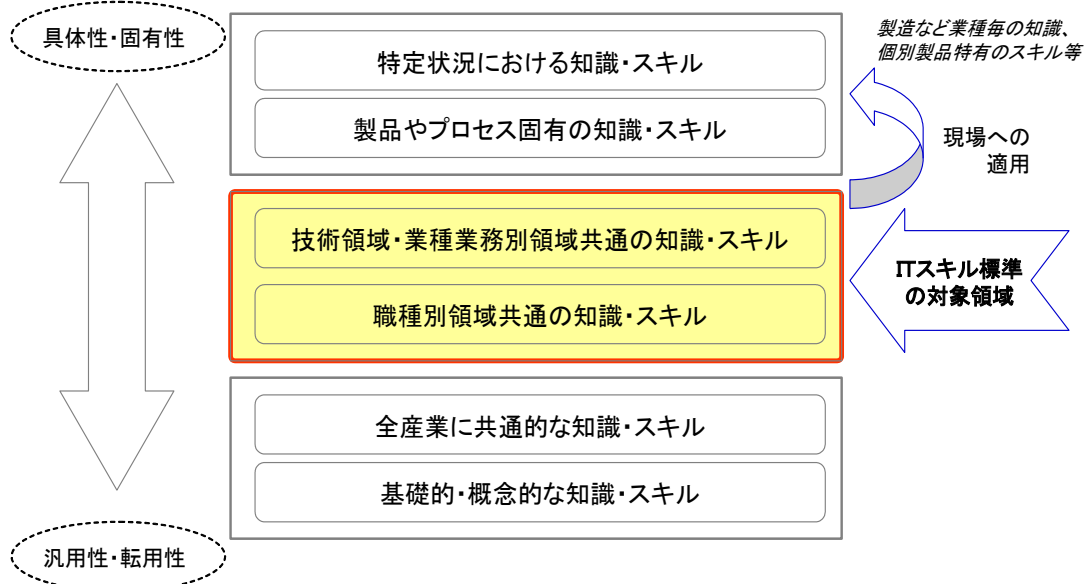 具体性・固有性
特定状況における知識・スキル
製品やプロセス固有の知識・スキル
製造など業種毎の知識、
個別製品特有のスキル等
現場への
適用
技術領域・業種業務別領域共通の知識・スキル
職種別領域共通の知識・スキル
ITスキル標準
の対象領域
全産業に共通的な知識・スキル
基礎的・概念的な知識・スキル
汎用性・転用性